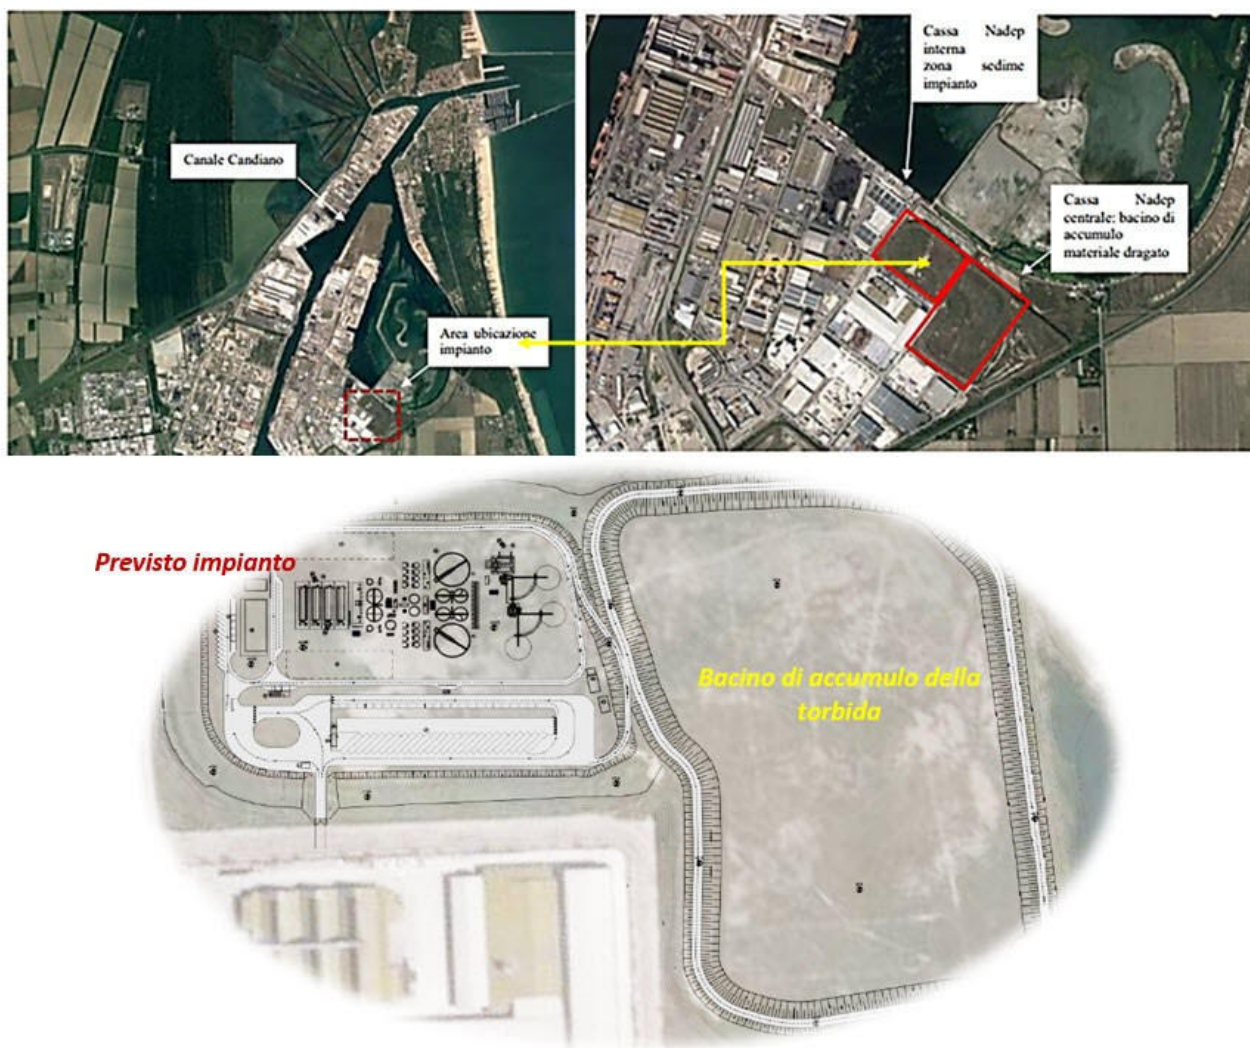 Canale Candiano
Area ubicazione
impianto
Cassa Nadep
interna
zona sedime
impianto
Cassa Nadep
centrale: bacino di
accumulo
materiale dragato
Previsto impianto
Bacino di accumulo della
torbida